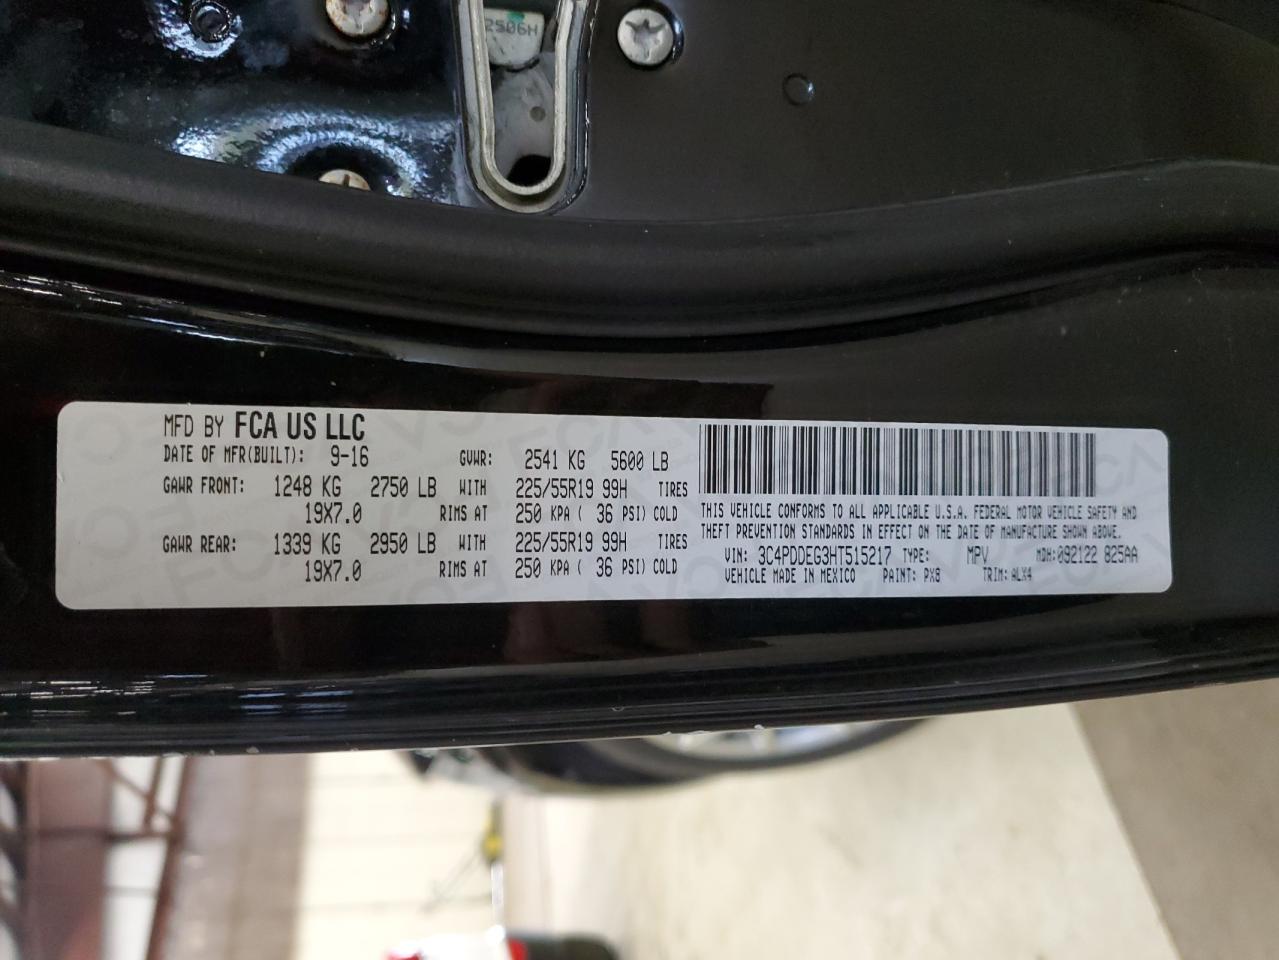 2506H
MFD BY FCA US LLC
DATE OF MFR(BUILT): 9-16 GVWR: 2541 KG 5600 LB
GAWR FRONT: 1248 KG 2750 LB WITH 225/55R19 99H TIRES
19X7.0 RIMS AT 250 KPA ( 36 PSI) COLD
GAWR REAR: 1339 KG 2950 LB WITH 225/55R19 99H TIRES
19X7.0 RIMS AT 250 KPA ( 36 PSI) COLD
THIS VEHICLE CONFORMS TO ALL APPLICABLE U.S.A. FEDERAL MOTOR VEHICLE SAFETY AND
THEFT PREVENTION STANDARDS IN EFFECT ON THE DATE OF MANUFACTURE SHOWN ABOVE.
VIN: 3C4PDDEG3HT515217 TYPE: MPV MDH: 092122 825AA
VEHICLE MADE IN MEXICO PAINT: PX8 TRIM: ALX4